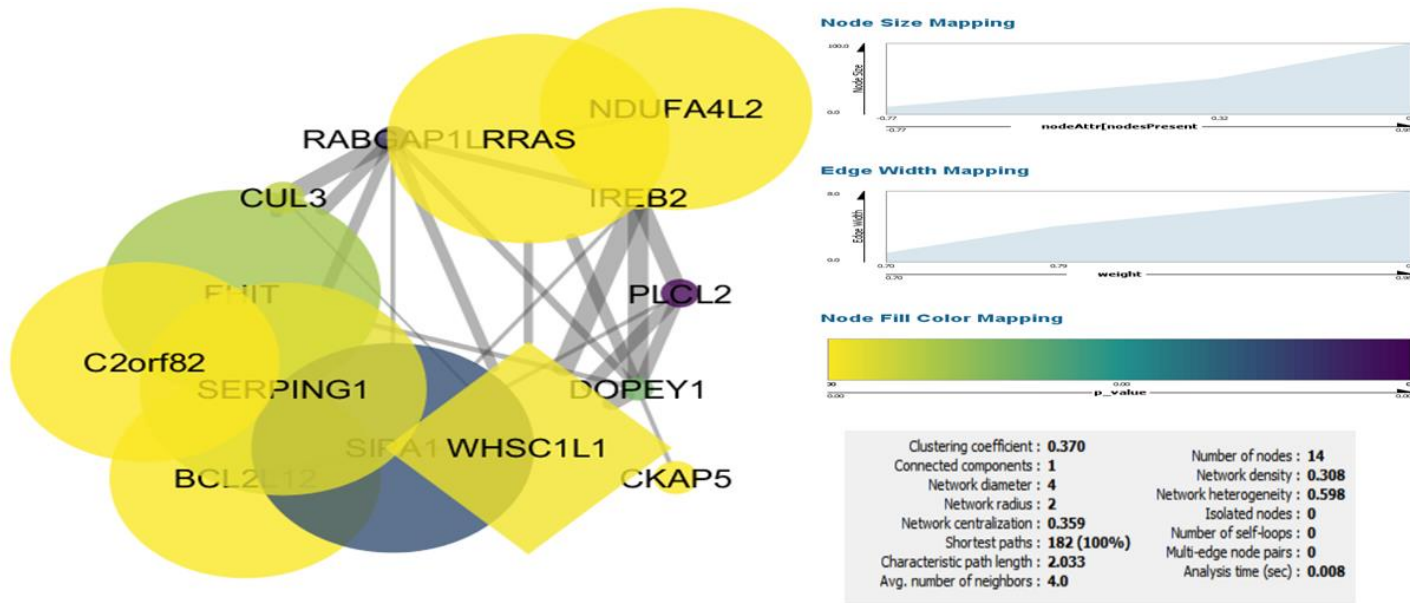 NDUFA4L2
RABGAP1L
RRAS
CUL3
IREB2
FHIT
PLCL2
C2orf82
SERPING1
DOPEY1
SIPA1
WHSC1L1
BCL2L12
CKAP5
Node Size Mapping
100.0
Node Size
0.0
-0.77
0.32
-0.77
nodeAttr[nodesPresent
Edge Width Mapping
8.0
Edge Width
0.0
0.70
0.79
0.70
weight
Node Fill Color Mapping
0.00
0.00
p_value
Clustering coefficient : 0.370
Connected components : 1
Network diameter : 4
Network radius : 2
Network centralization : 0.359
Shortest paths : 182 (100%)
Characteristic path length : 2.033
Avg. number of neighbors : 4.0
Number of nodes : 14
Network density : 0.308
Network heterogeneity : 0.598
Isolated nodes : 0
Number of self-loops : 0
Multi-edge node pairs : 0
Analysis time (sec) : 0.008